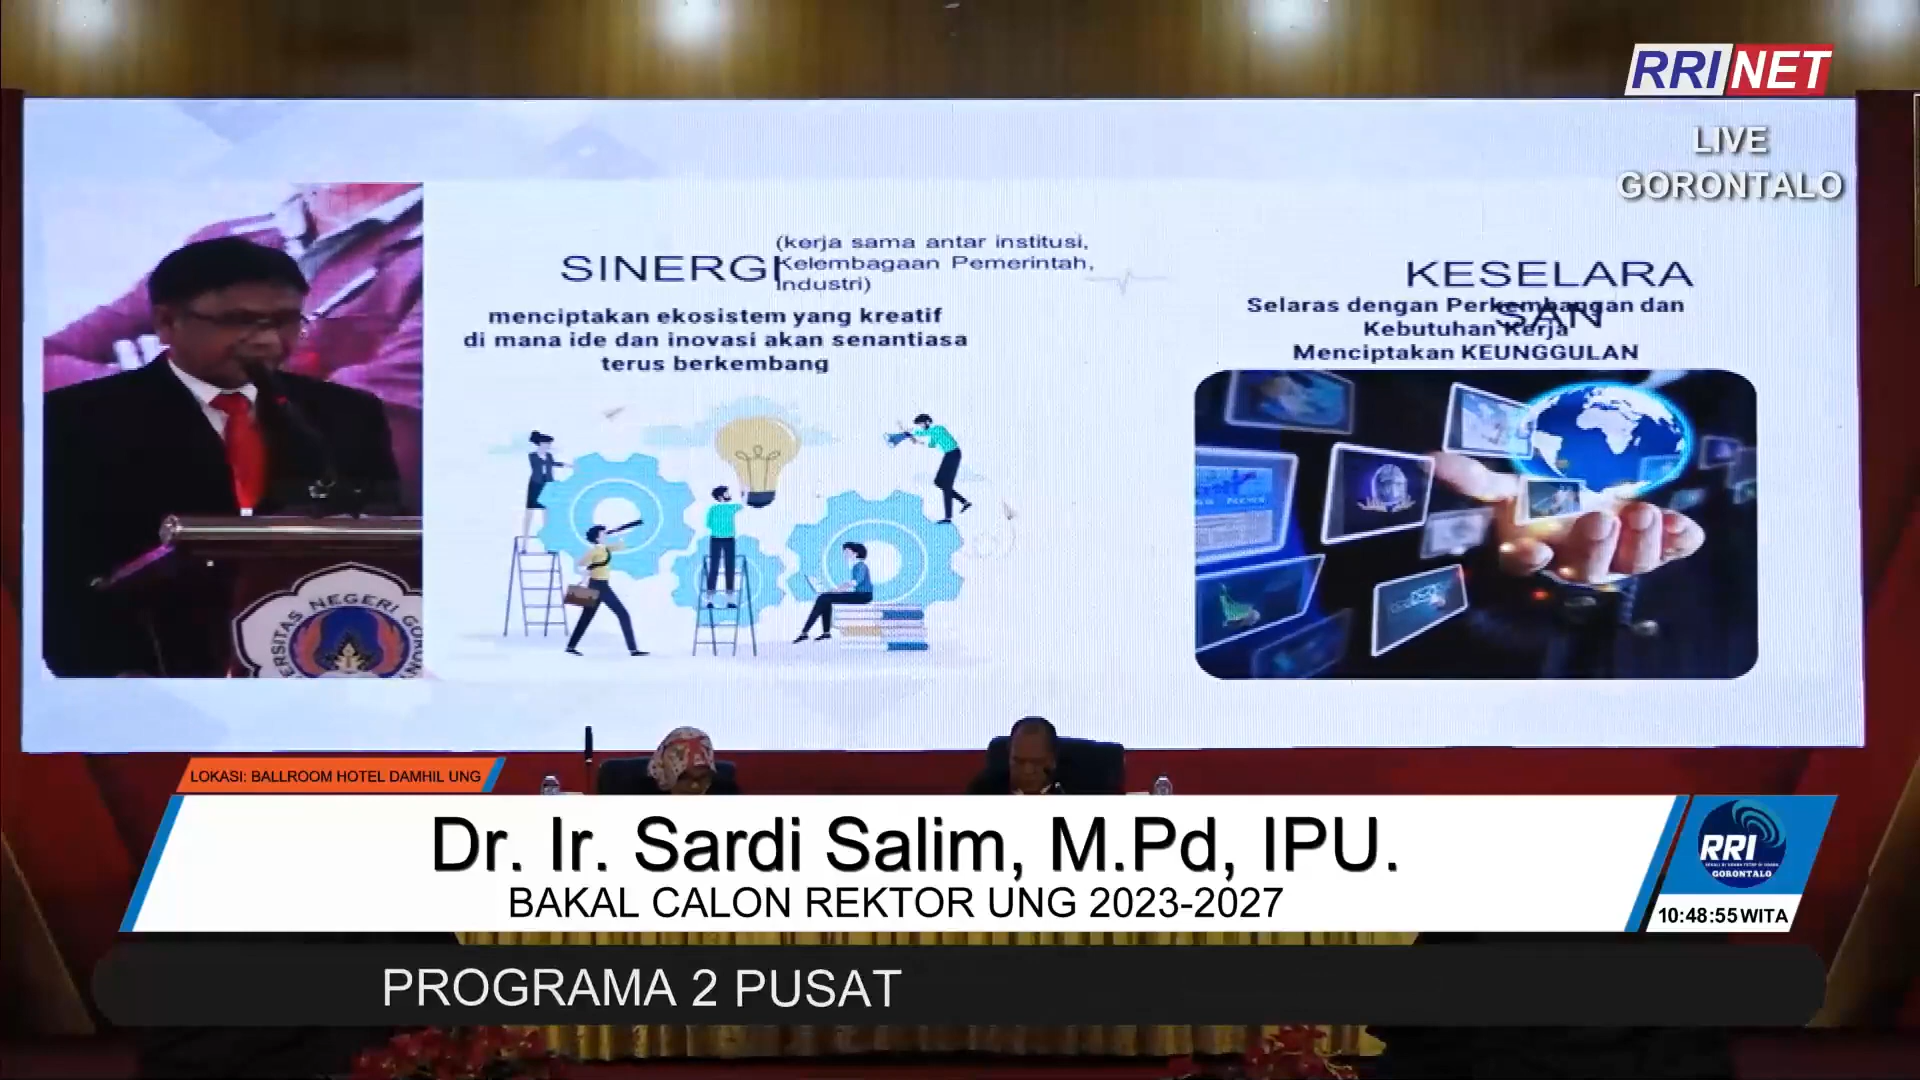 RRI NET
LIVE
GORONTALO
SINERGI
(kerja sama antar institusi,
Kelembagaan Pemerintah,
Industri)
menciptakan ekosistem yang kreatif
di mana ide dan inovasi akan senantiasa
terus berkembang
KESELARA
SAN
Selaras dengan Perkembangan dan
Kebutuhan Kerja
Menciptakan KEUNGGULAN
ERSITAS NEGERI GORONT
LOKASI: BALLROOM HOTEL DAMHIL UNG
Dr. Ir. Sardi Salim, M.Pd, IPU.
BAKAL CALON REKTOR UNG 2023-2027
RRI
GORONTALO
10:48:55 WITA
PROGRAMA 2 PUSAT